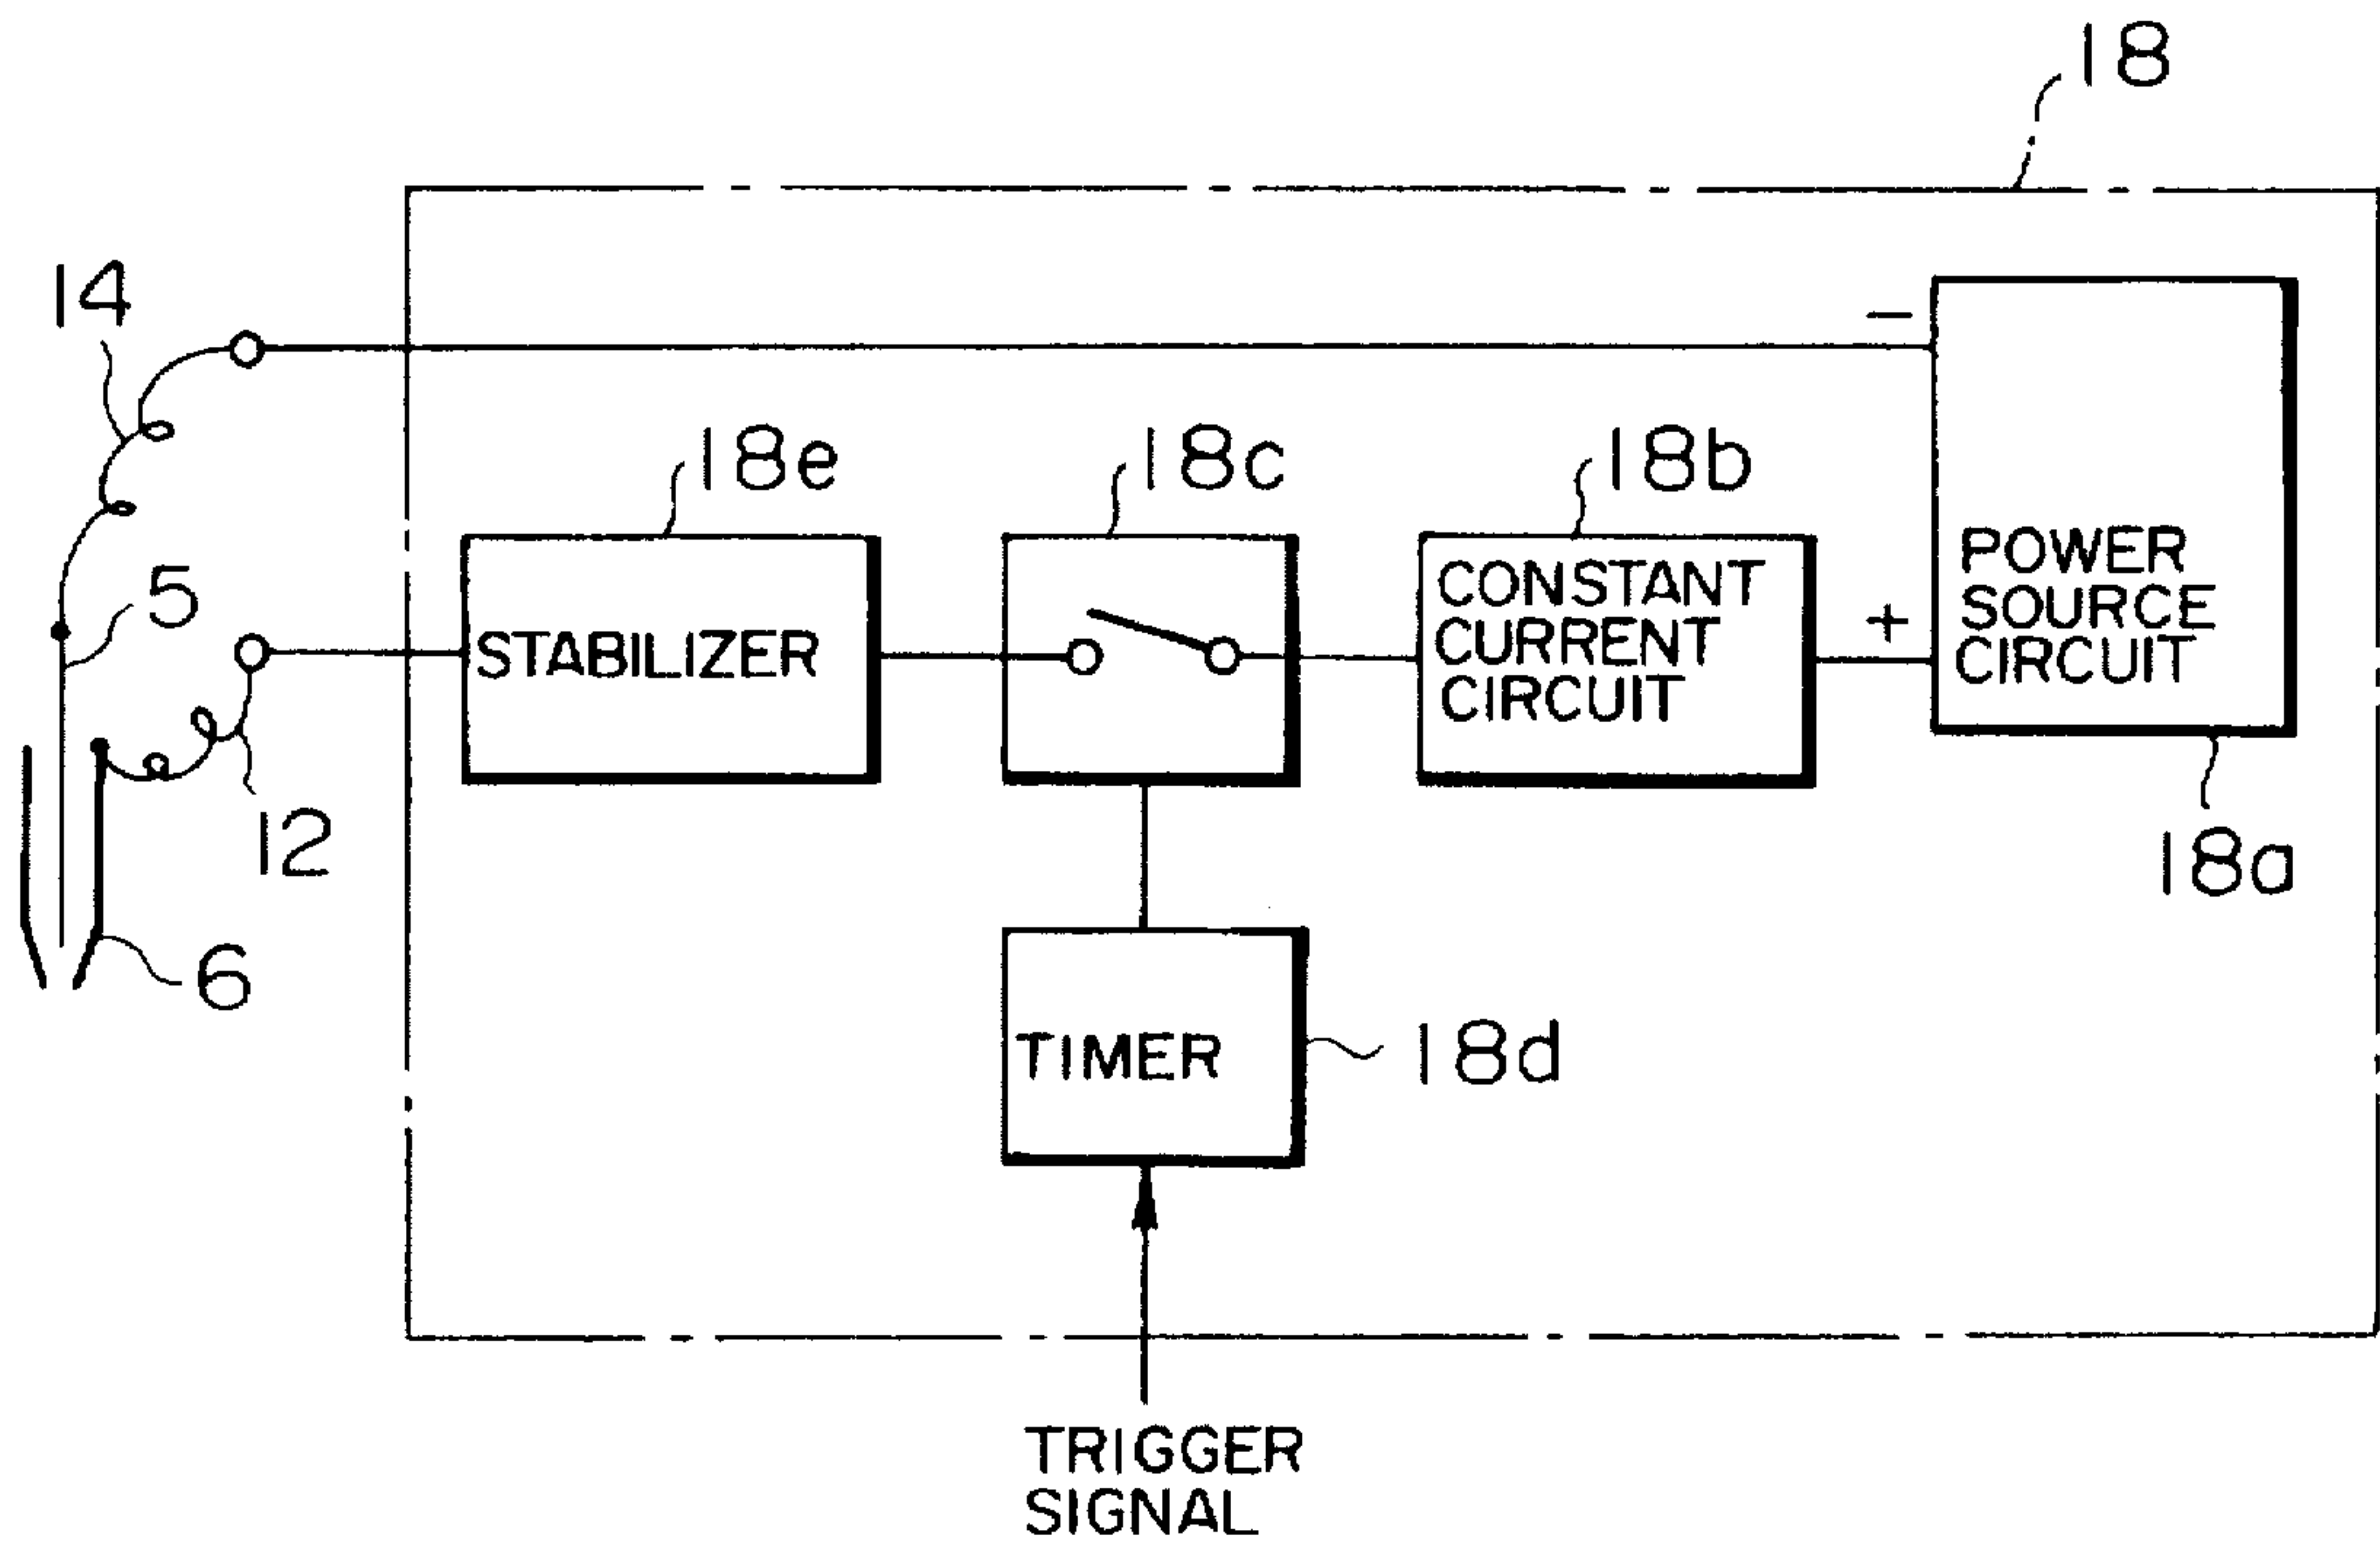 18
14
−
18e
18c
18b
5
STABILIZER
CONSTANT
CURRENT
CIRCUIT
+
POWER
SOURCE
CIRCUIT
12
18a
6
TIMER
18d
TRIGGER
SIGNAL